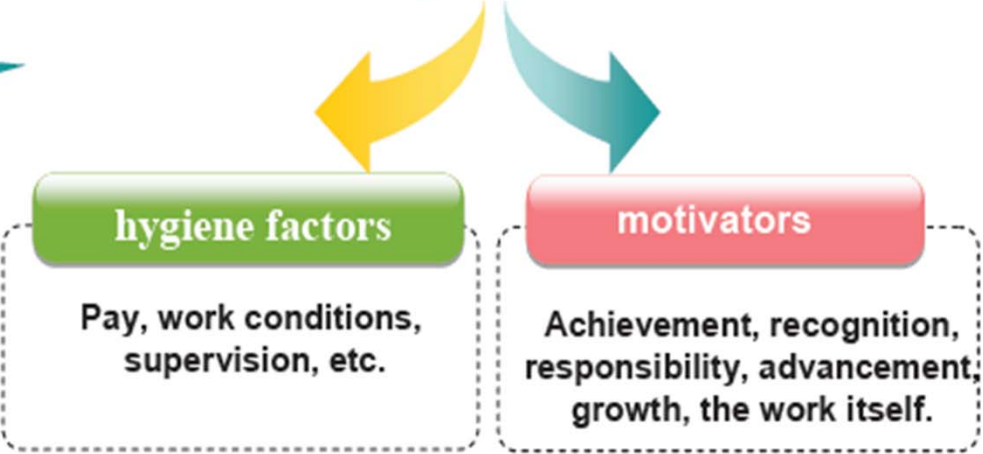 hygiene factors
Pay, work conditions,
supervision, etc.
motivators
Achievement, recognition,
responsibility, advancement,
growth, the work itself.